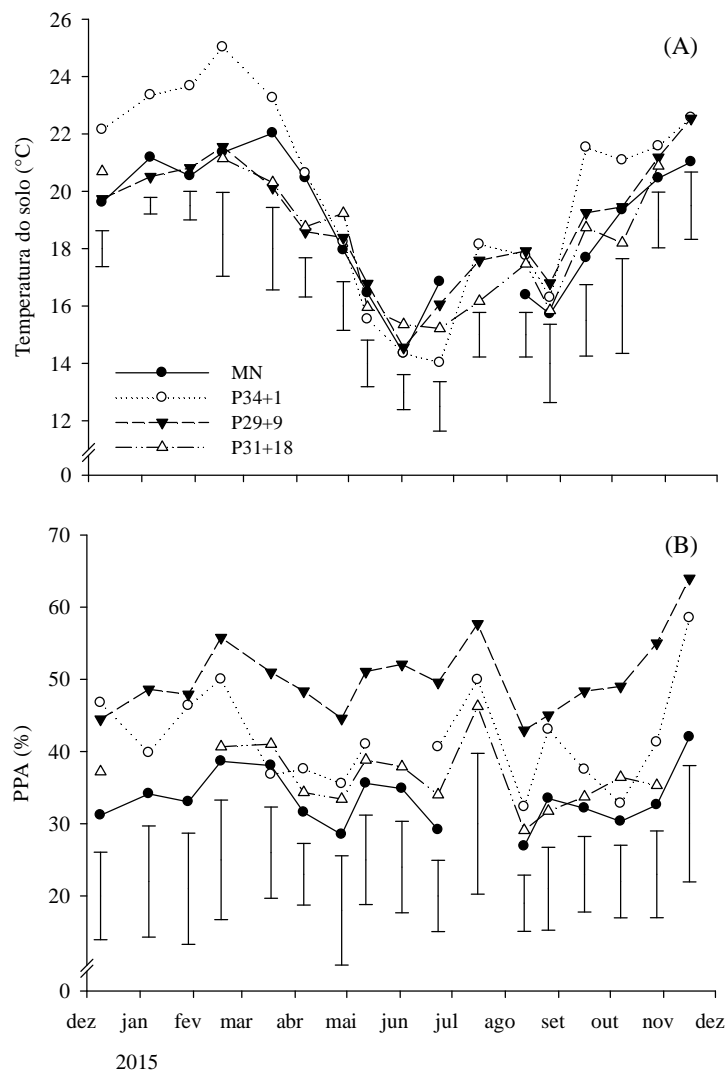 26
24
22
20
18
16
14
12
0
Temperatura do solo (°C)
(A)
MN
P34+1
P29+9
P31+18
70
60
50
40
30
20
0
PPA (%)
(B)
dez jan fev mar abr mai jun jul ago set out nov dez
2015